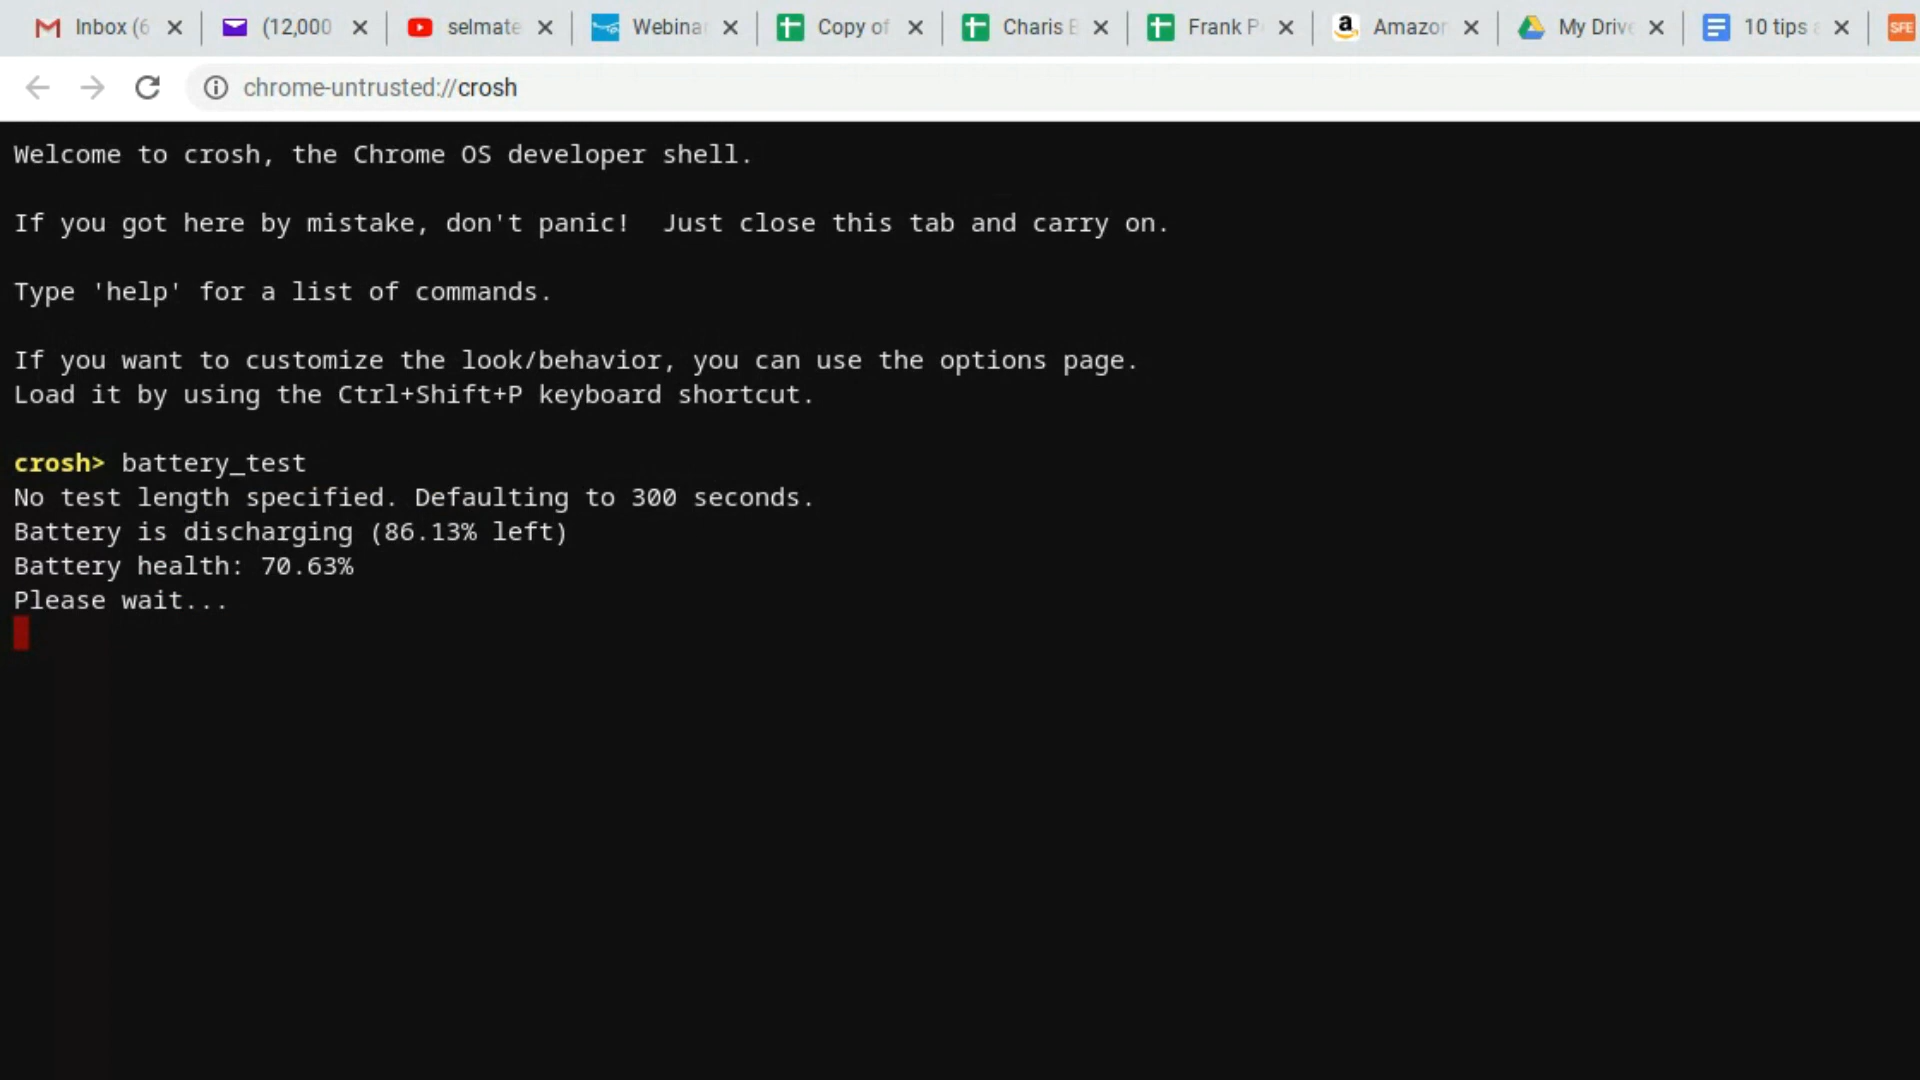 Inbox (6
(12,000
selmate
Webinar
Copy of
Charis
Frank P
Amazon
My Drive
10 tips
SFE
chrome-untrusted://crosh
Welcome to crosh, the Chrome OS developer shell.
If you got here by mistake, don't panic!  Just close this tab and carry on.
Type 'help' for a list of commands.
If you want to customize the look/behavior, you can use the options page.
Load it by using the Ctrl+Shift+P keyboard shortcut.
crosh> battery_test
No test length specified. Defaulting to 300 seconds.
Battery is discharging (86.13% left)
Battery health: 70.63%
Please wait...